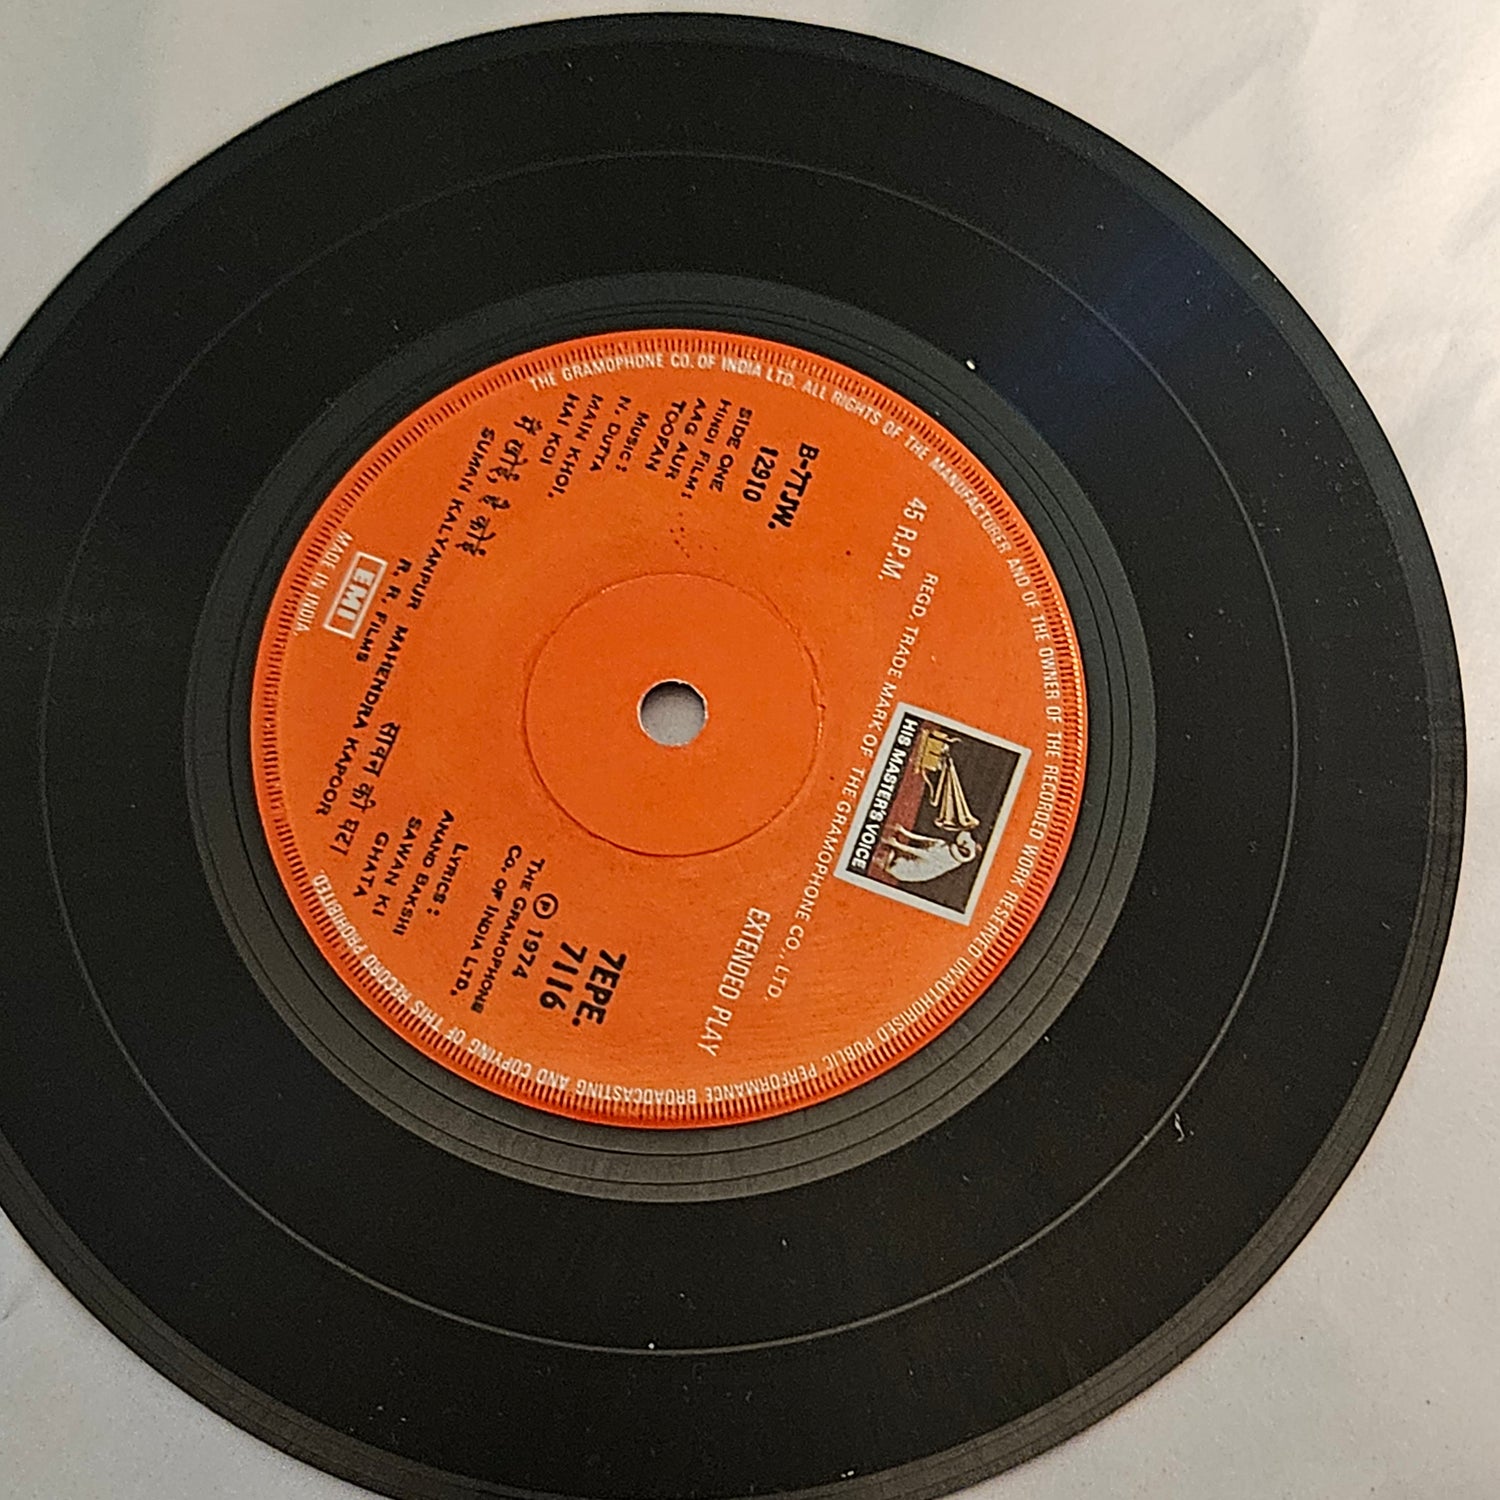 THE GRAMOPHONE CO. OF INDIA LTD. ALL RIGHTS OF THE MANUFACTURER AND OF THE OWNER OF THE RECORDED WORK RESERVED UNAUTHORISED PUBLIC PERFORMANCE BROADCASTING AND COPYING OF THIS RECORD PROHIBITED.
HIS MASTER'S VOICE
REGD. TRADE MARK OF THE GRAMOPHONE CO., LTD.
45 R.P.M.
EXTENDED PLAY
B-7TJW.
12910
SIDE ONE
HINDI FILM:
AAG AUR
TOOFAN
MUSIC:
N. DUTTA
MAIN KHOI,
HAI KOI
मैं खोई, है कोई
7EPE.
7116
Ⓟ 1974
THE GRAMOPHONE
CO. OF INDIA LTD.
LYRICS:
ANAND BAKSHI
SAWAN KI
GHATA
सावन की घटा
SUMAN KALYANPUR MAHENDRA KAPOOR
R. R. FILMS
EMI
MADE IN INDIA.